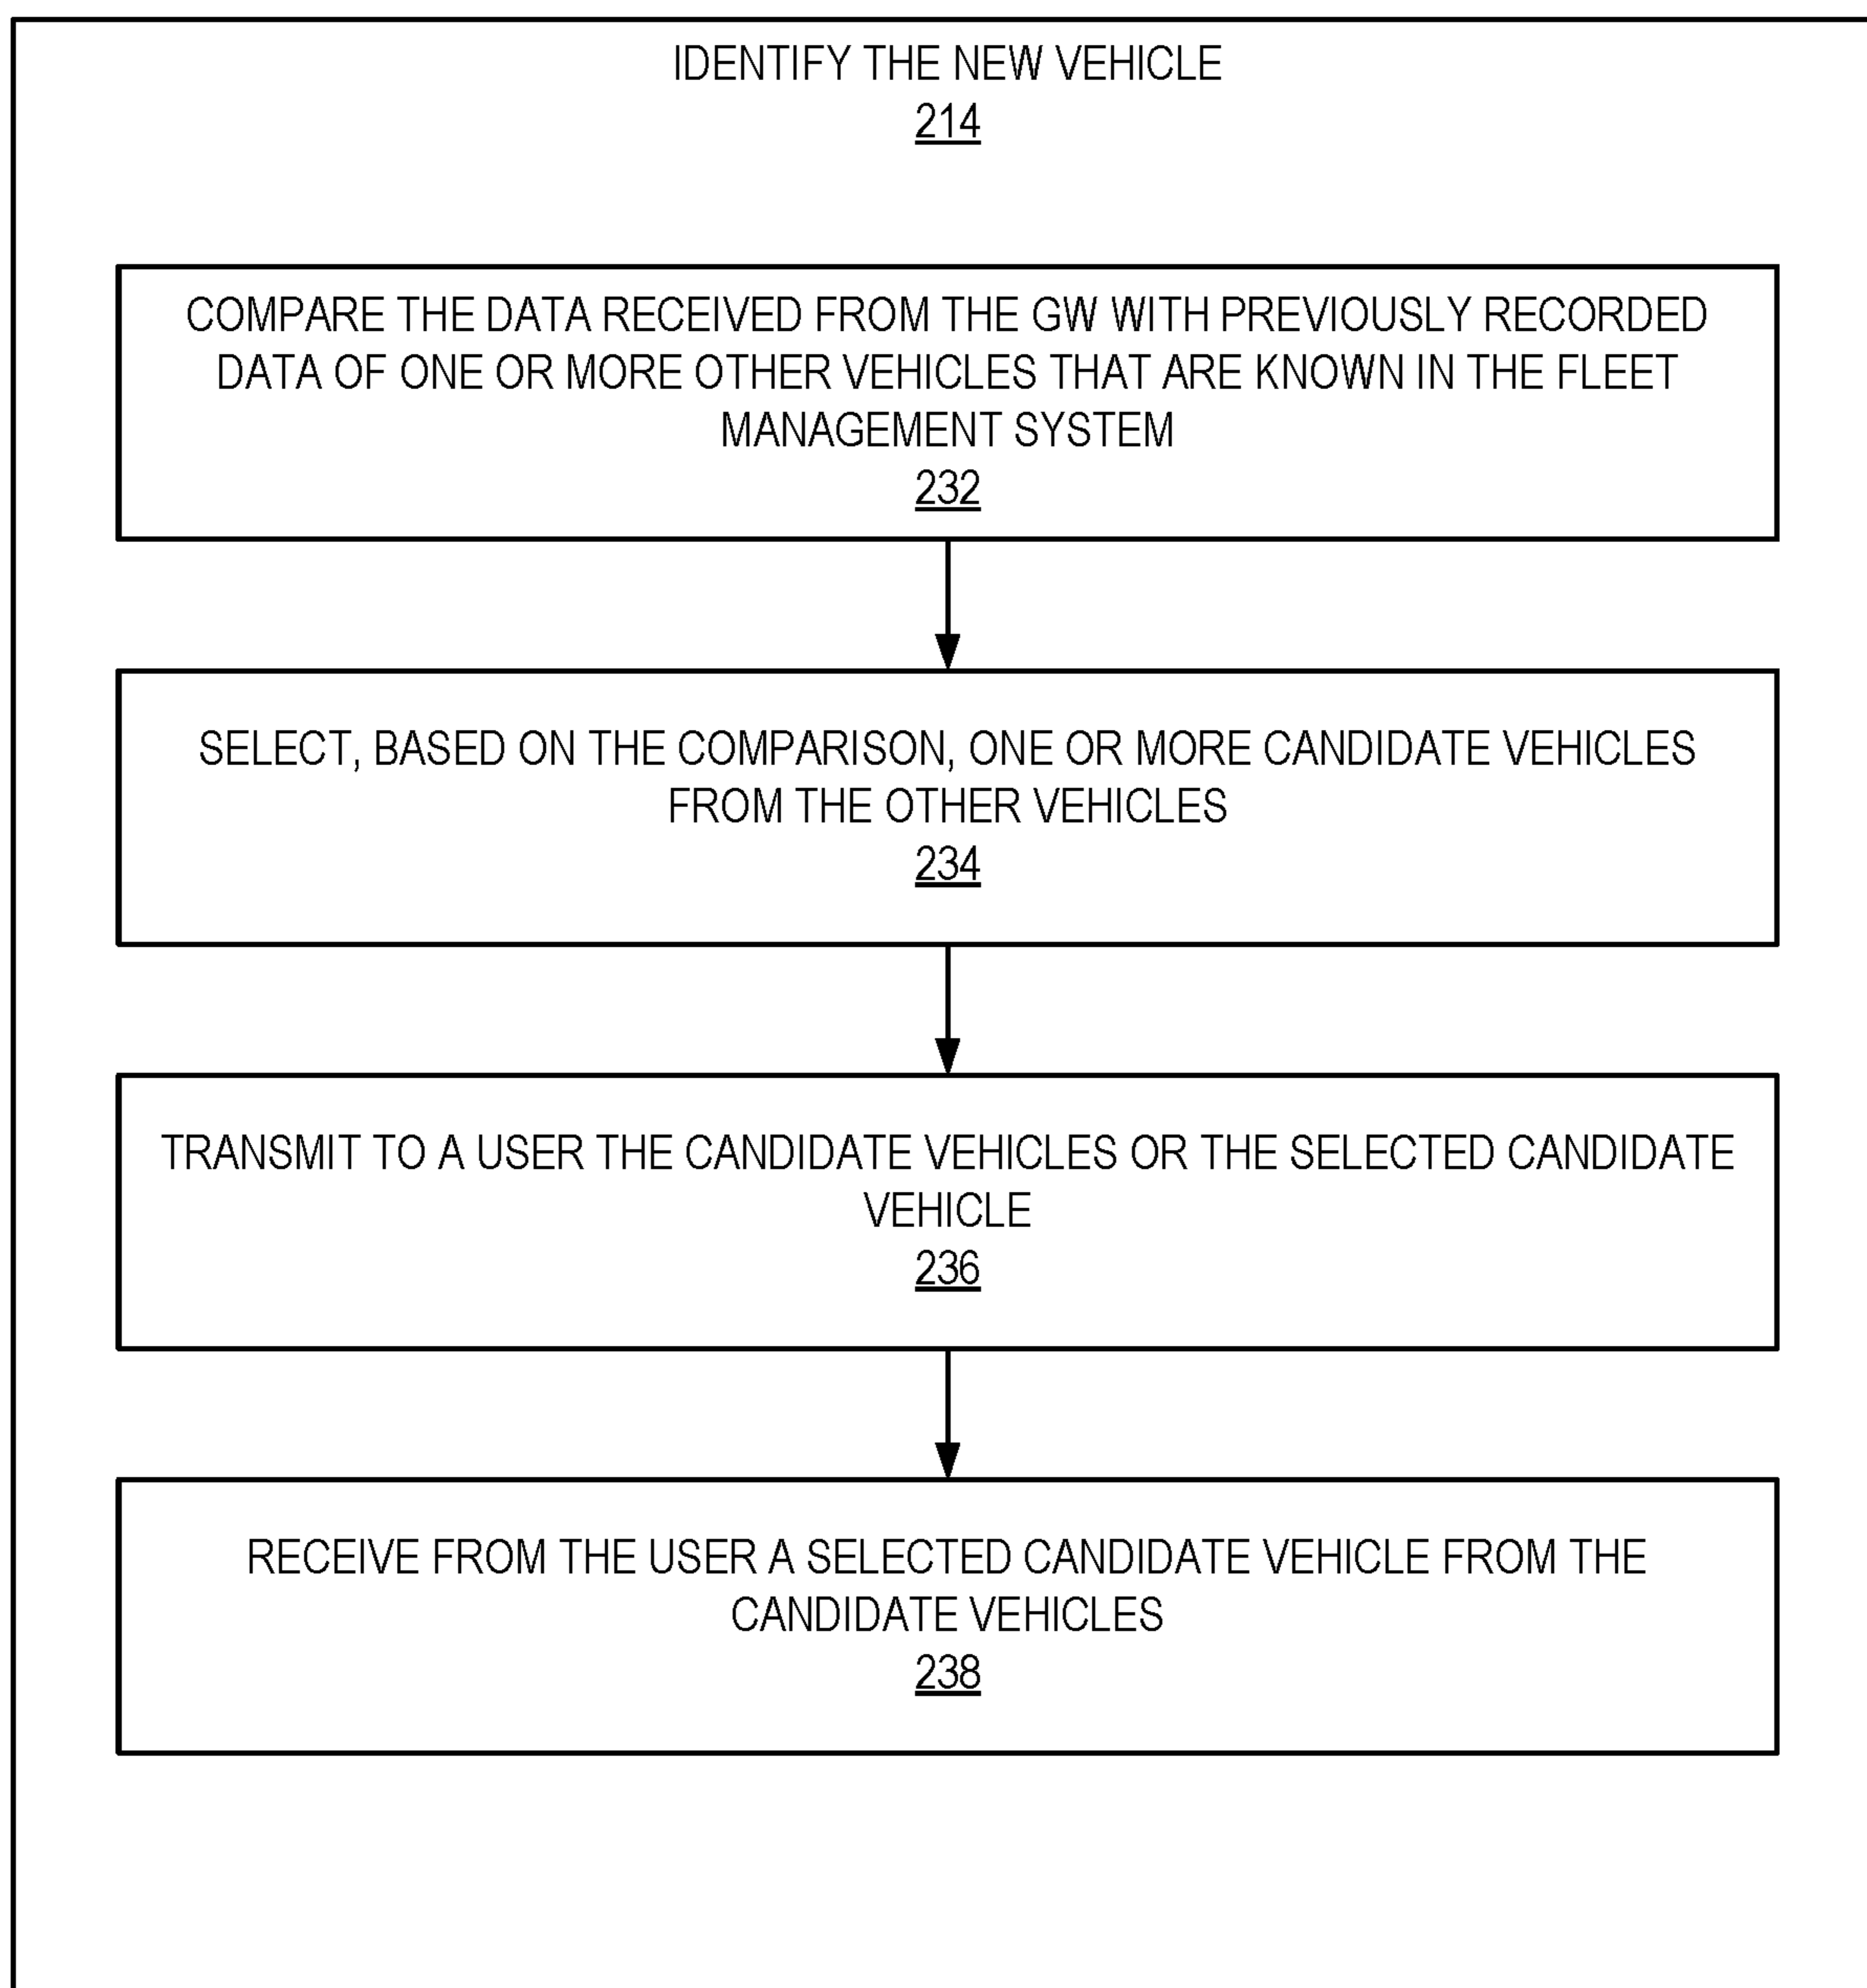 IDENTIFY THE NEW VEHICLE
214
COMPARE THE DATA RECEIVED FROM THE GW WITH PREVIOUSLY RECORDED
DATA OF ONE OR MORE OTHER VEHICLES THAT ARE KNOWN IN THE FLEET
MANAGEMENT SYSTEM
232
SELECT, BASED ON THE COMPARISON, ONE OR MORE CANDIDATE VEHICLES
FROM THE OTHER VEHICLES
234
TRANSMIT TO A USER THE CANDIDATE VEHICLES OR THE SELECTED CANDIDATE
VEHICLE
236
RECEIVE FROM THE USER A SELECTED CANDIDATE VEHICLE FROM THE
CANDIDATE VEHICLES
238